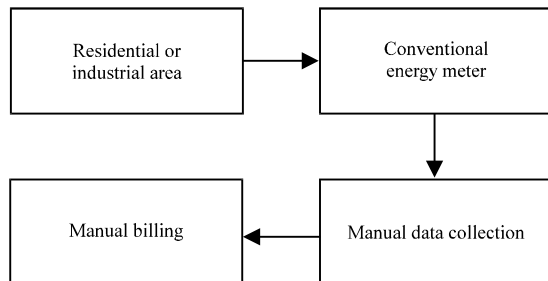 Residential or
industrial area
Conventional
energy meter
Manual data collection
Manual billing